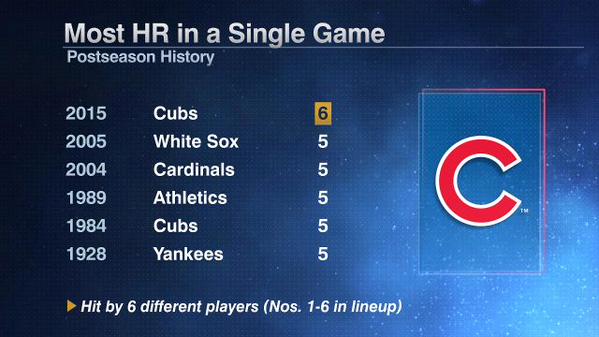 Most HR in a Single Game
Postseason History
2015 Cubs 6
2005 White Sox 5
2004 Cardinals 5
1989 Athletics 5
1984 Cubs 5
1928 Yankees 5
C
TM
Hit by 6 different players (Nos. 1-6 in lineup)